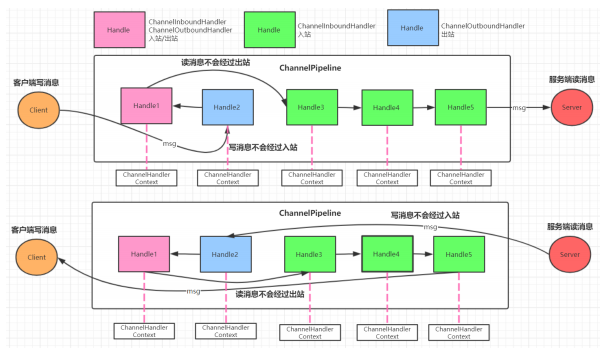 Handle
ChannelInboundHandler
ChannelOutboundHandler
入站/出站
Handle
ChannelInboundHandler
入站
Handle
ChannelOutboundHandler
出站
读消息不会经过出站
ChannelPipeline
客户端写消息
服务端读消息
Client
Handle1
Handle2
Handle3
Handle4
Handle5
msg
Server
msg
写消息不会经过入站
ChannelHandler
Context
ChannelHandler
Context
ChannelHandler
Context
ChannelHandler
Context
ChannelHandler
Context
ChannelPipeline
写消息不会经过入站
客户端写消息
服务端读消息
msg
Client
Handle1
Handle2
Handle3
Handle4
Handle5
Server
msg
读消息不会经过出站
ChannelHandler
Context
ChannelHandler
Context
ChannelHandler
Context
ChannelHandler
Context
ChannelHandler
Context